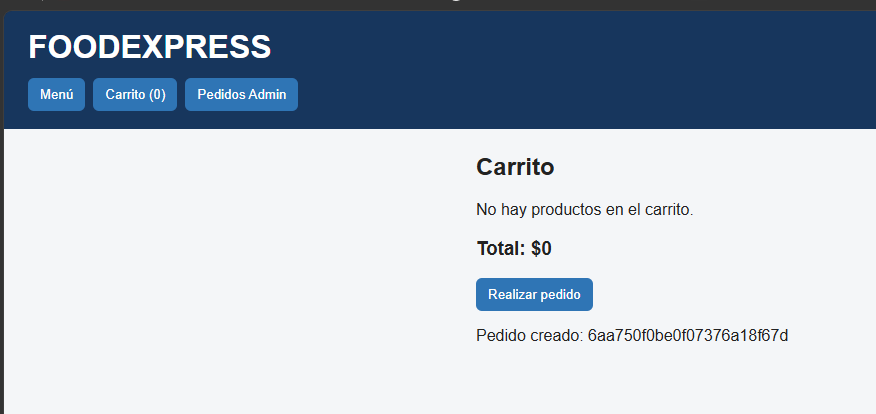 FOODEXPRESS
Menú Carrito (0) Pedidos Admin
Carrito
No hay productos en el carrito.
Total: $0
Realizar pedido
Pedido creado: 6aa750f0be0f07376a18f67d